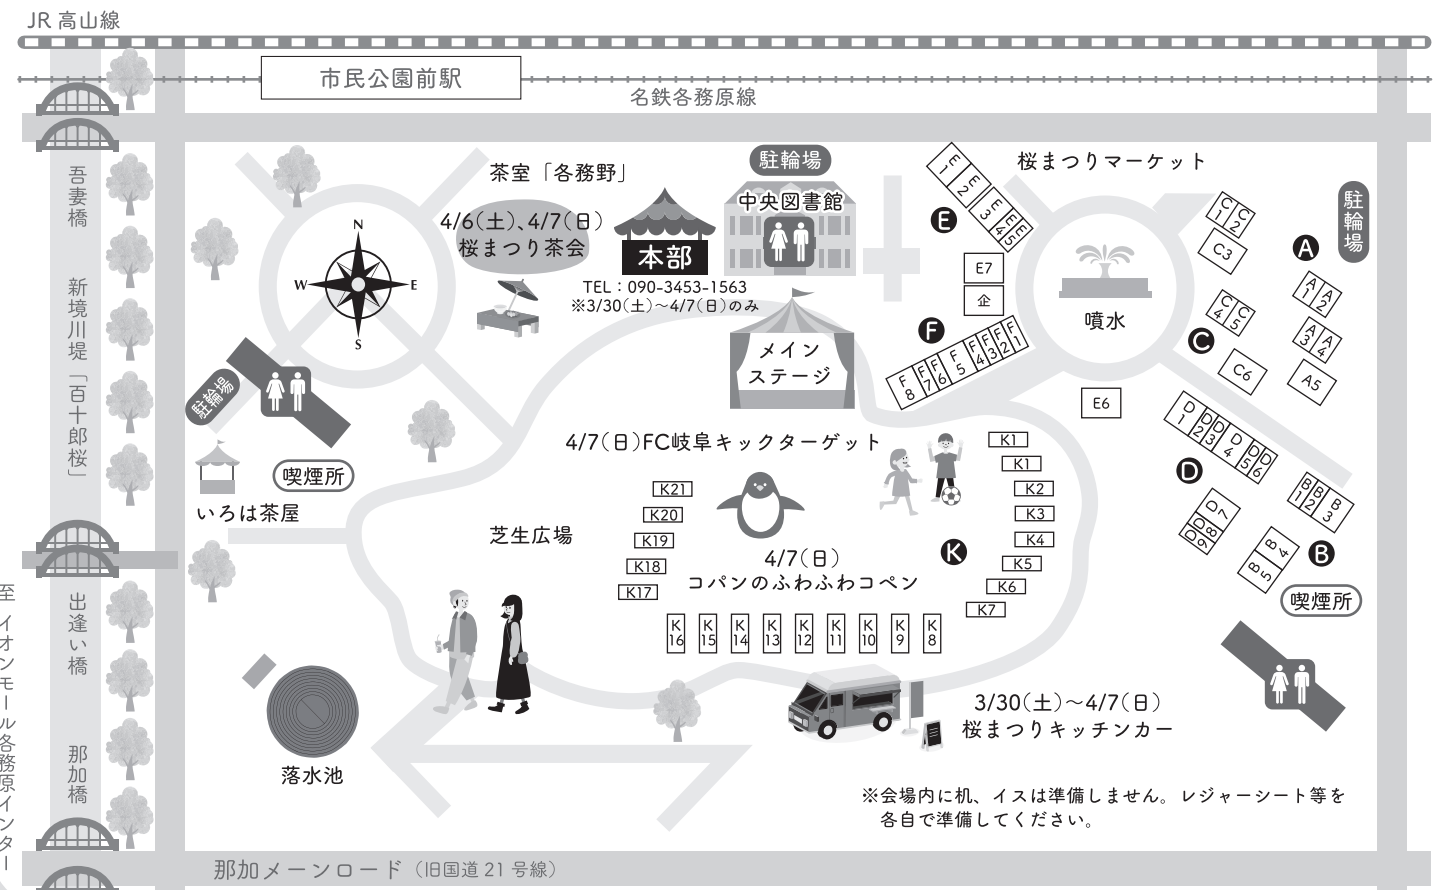 JR 高山線
市民公園前駅
名鉄各務原線
吾妻橋
新境川堤「百十郎桜」
出逢い橋
那加橋
至 イオンモール各務原インター
N
W
E
S
茶室「各務野」
4/6(土)、4/7(日)
桜まつり茶会
本部
TEL：090-3453-1563
※3/30(土)～4/7(日)のみ
駐輪場
中央図書館
メイン
ステージ
桜まつりマーケット
駐輪場
噴水
E
E1
E2
E3
E4
E5
E7
企
E6
F
F8
F7
F6
F5
F4
F3
F2
F1
C1
C2
C3
C4
C5
C
C6
A
A1
A2
A3
A4
A5
D1
D2
D3
D4
D5
D6
D
D7
D8
D9
B1
B2
B3
B
B4
B5
喫煙所
駐輪場
喫煙所
いろは茶屋
4/7(日)FC岐阜キックターゲット
芝生広場
4/7(日)
コパンのふわふわコペン
K
K1
K1
K2
K3
K4
K5
K6
K7
K21
K20
K19
K18
K17
K16
K15
K14
K13
K12
K11
K10
K9
K8
落水池
3/30(土)～4/7(日)
桜まつりキッチンカー
※会場内に机、イスは準備しません。レジャーシート等を
各自で準備してください。
那加メーンロード（旧国道 21 号線）